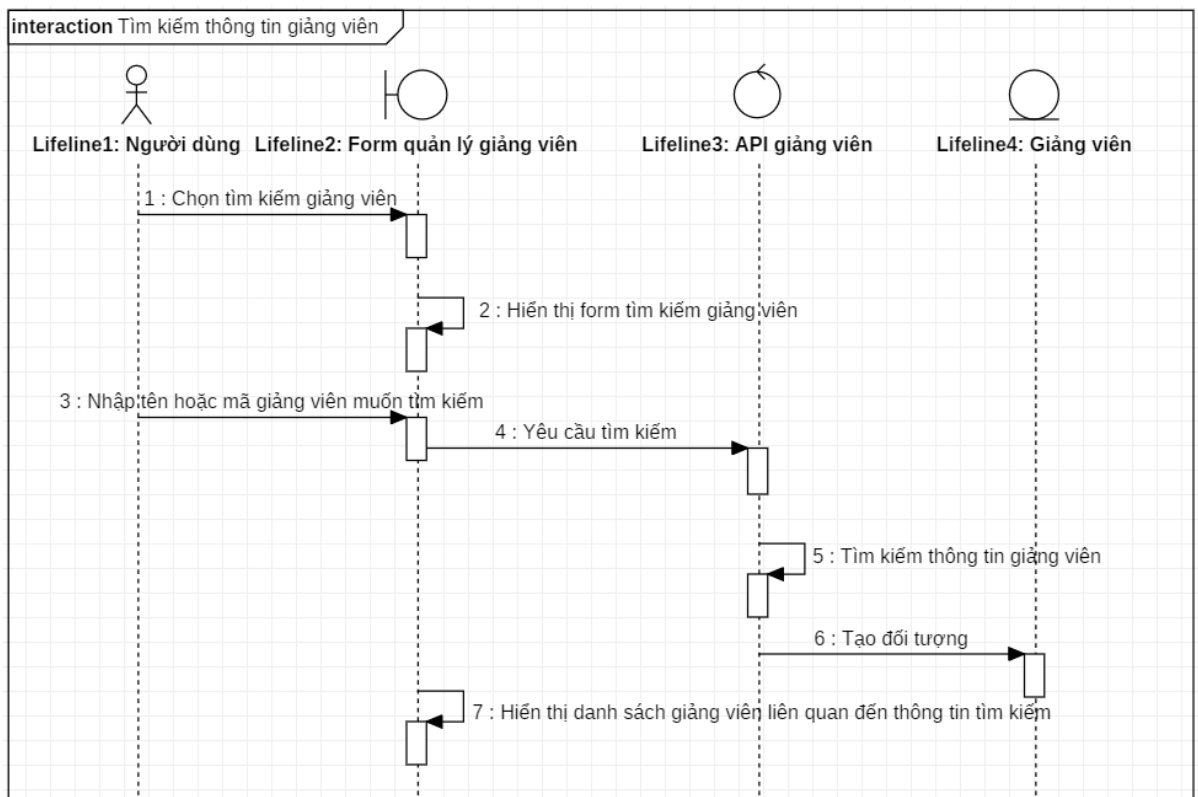 interaction Tìm kiếm thông tin giảng viên
Lifeline1: Người dùng
Lifeline2: Form quản lý giảng viên
Lifeline3: API giảng viên
Lifeline4: Giảng viên
1 : Chọn tìm kiếm giảng viên
2 : Hiển thị form tìm kiếm giảng viên
3 : Nhập tên hoặc mã giảng viên muốn tìm kiếm
4 : Yêu cầu tìm kiếm
5 : Tìm kiếm thông tin giảng viên
6 : Tạo đối tượng
7 : Hiển thị danh sách giảng viên liên quan đến thông tin tìm kiếm